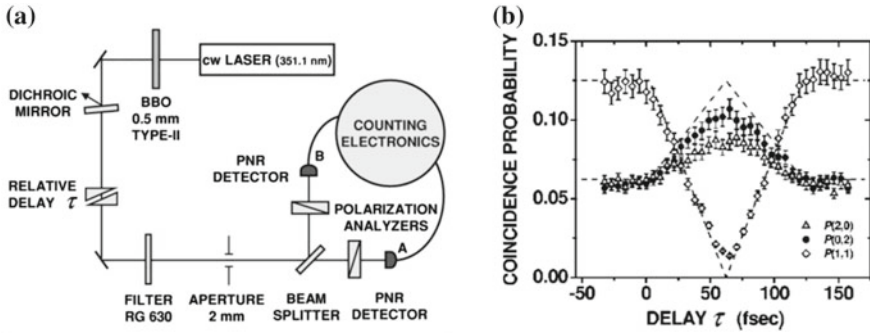 (a)
cw LASER (351.1 nm)
BBO
0.5 mm
TYPE-II
DICHROIC
MIRROR
RELATIVE
DELAY τ
COUNTING
ELECTRONICS
B
PNR
DETECTOR
POLARIZATION
ANALYZERS
A
FILTER
RG 630
APERTURE
2 mm
BEAM
SPLITTER
PNR
DETECTOR
(b)
COINCIDENCE PROBABILITY
0.15
0.10
0.05
0.00
P(2,0)
P(0,2)
P(1,1)
-50 0 50 100 150
DELAY τ (fsec)